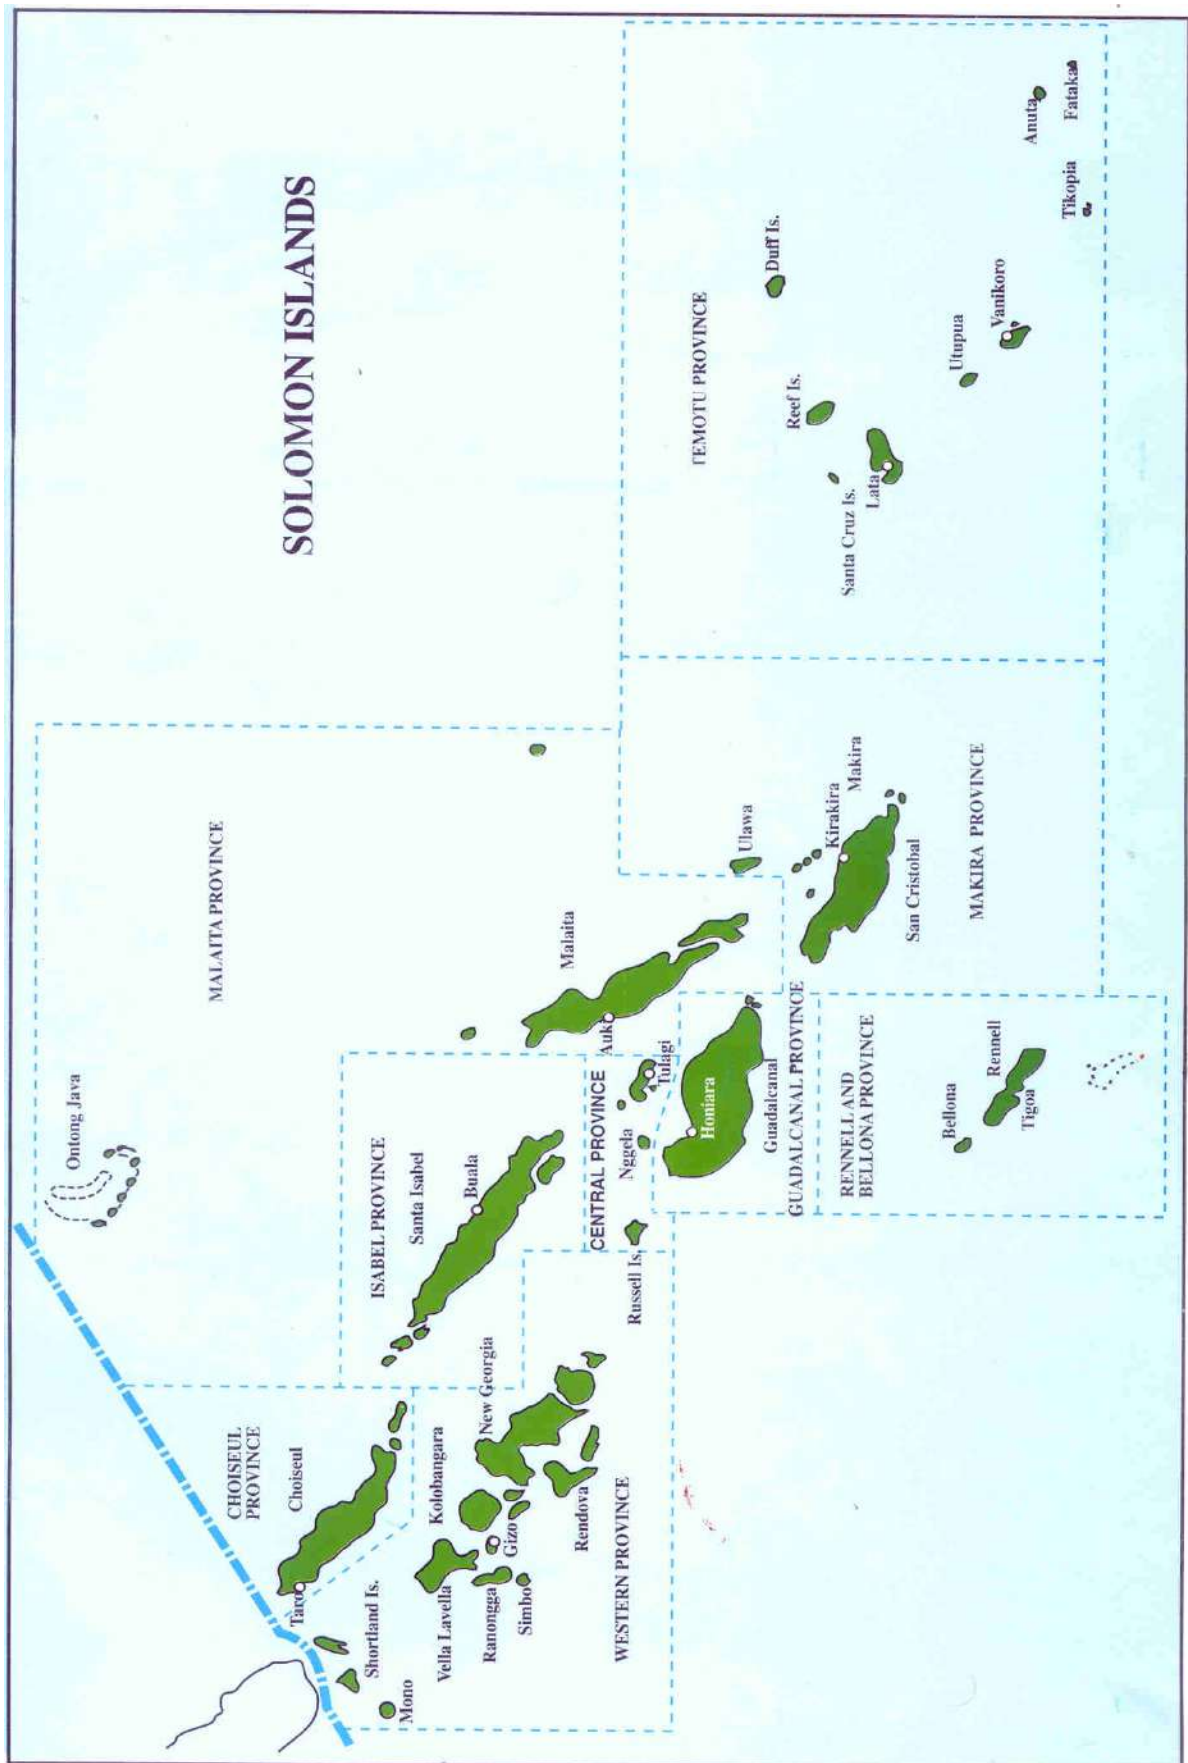 SOLOMON ISLANDS
Ontong Java
MALAITA PROVINCE
CHOISEUL
PROVINCE
Choiseul
Taro
Shortland Is.
Mono
ISABEL PROVINCE
Santa Isabel
Buala
Vella Lavella
Kolobangara
New Georgia
Ranongga
Gizo
Simbo
Rendova
WESTERN PROVINCE
Malaita
Auki
CENTRAL PROVINCE
Nggela
Tulagi
Russell Is.
Honiara
Guadalcanal
GUADALCANAL PROVINCE
RENNELL AND
BELLONA PROVINCE
Bellona
Rennell
Tigoa
Ulawa
Kirakira
Makira
San Cristobal
MAKIRA PROVINCE
TEMOTU PROVINCE
Duff Is.
Reef Is.
Santa Cruz Is.
Lata
Utupua
Vanikoro
Anuta
Fataka
Tikopia